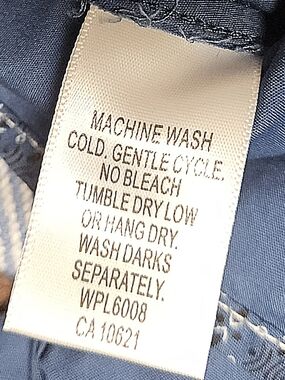 MACHINE WASH
COLD. GENTLE CYCLE.
NO BLEACH
TUMBLE DRY LOW
OR HANG DRY.
WASH DARKS
SEPARATELY.
WPL6008
CA 10621